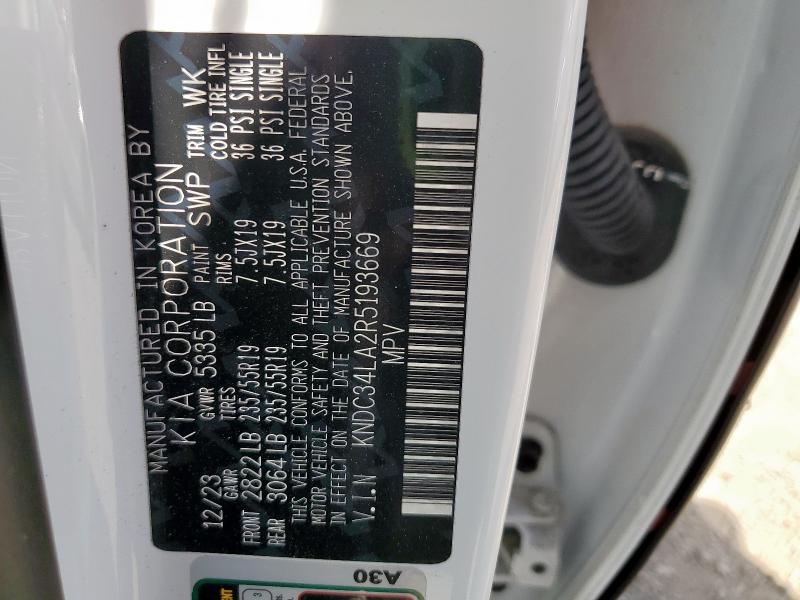 MANUFACTURED IN KOREA BY
KIA CORPORATION
12/23 GVWR 5335 LB PAINT SWP TRIM WK
GAWR TIRES RIMS COLD TIRE INFL
FRONT 2822 LB 235/55R19 7.5JX19 36 PSI SINGLE
REAR 3064 LB 235/55R19 7.5JX19 36 PSI SINGLE
THIS VEHICLE CONFORMS TO ALL APPLICABLE U.S.A. FEDERAL
MOTOR VEHICLE SAFETY AND THEFT PREVENTION STANDARDS
IN EFFECT ON THE DATE OF MANUFACTURE SHOWN ABOVE.
V.I.N KNDC34LA2R5193669
MPV
A30
3